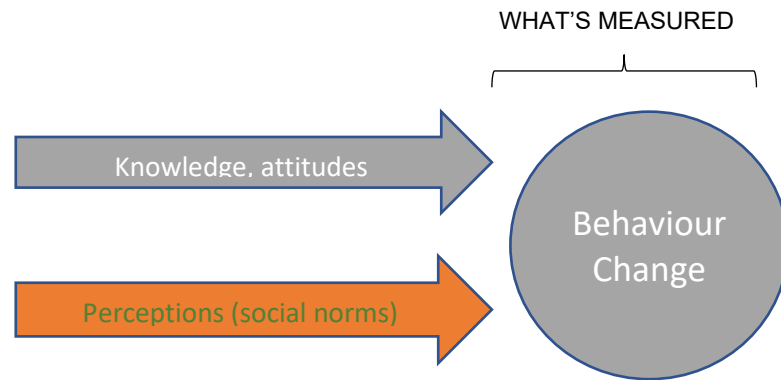 WHAT'S MEASURED
Knowledge, attitudes
Behaviour
Change
Perceptions (social norms)